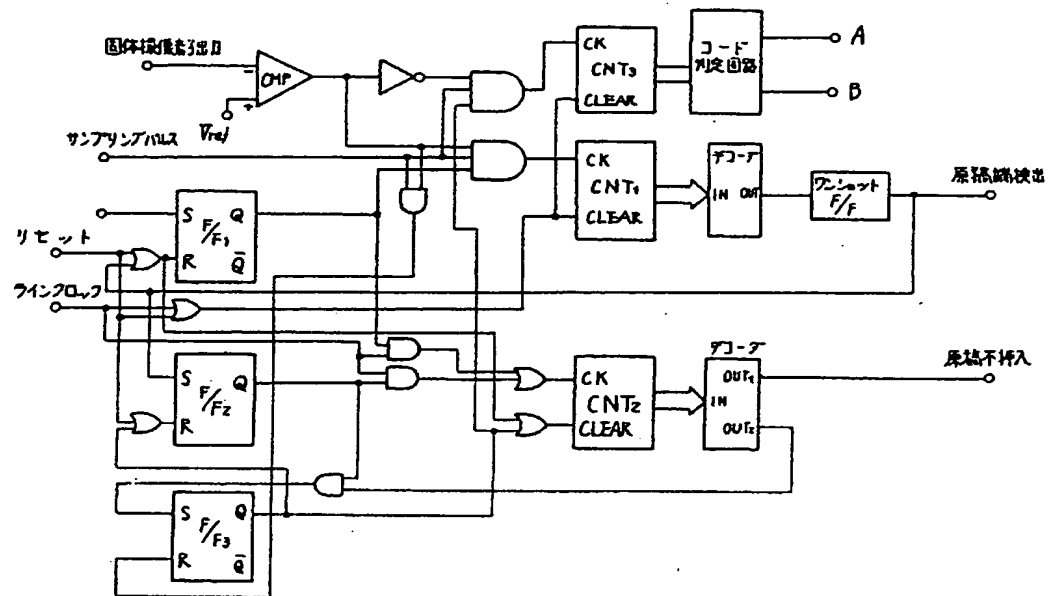 固体撮像素子出力
CMP
Vref
CK
CNT3
CLEAR
コード
判定回路
A
B
サンプリングパルス
CK
CNT1
CLEAR
デコーダ
IN
OUT
ワンショット
F/F
原稿端検出
S
F/F1
Q
R
Q̅
リセット
ラインクロック
S
F/F2
Q
R
CK
CNT2
CLEAR
デコーダ
OUT1
IN
OUT2
原稿不挿入
S
F/F3
Q
R
Q̅